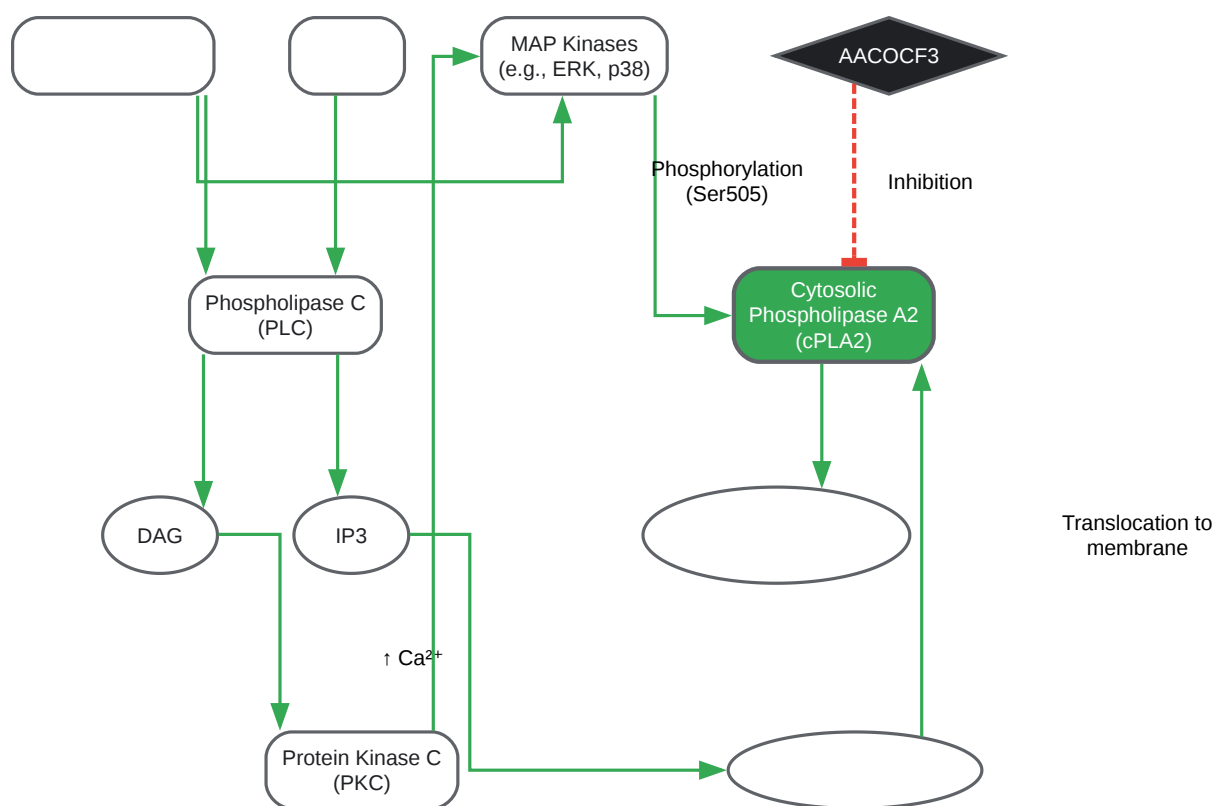 MAP Kinases
(e.g., ERK, p38)
AACOCF3
Phosphorylation
(Ser505)
Inhibition
Phospholipase C
(PLC)
Cytosolic
Phospholipase A2
(cPLA2)
DAG
IP3
Translocation to
membrane
↑ Ca²⁺
Protein Kinase C
(PKC)